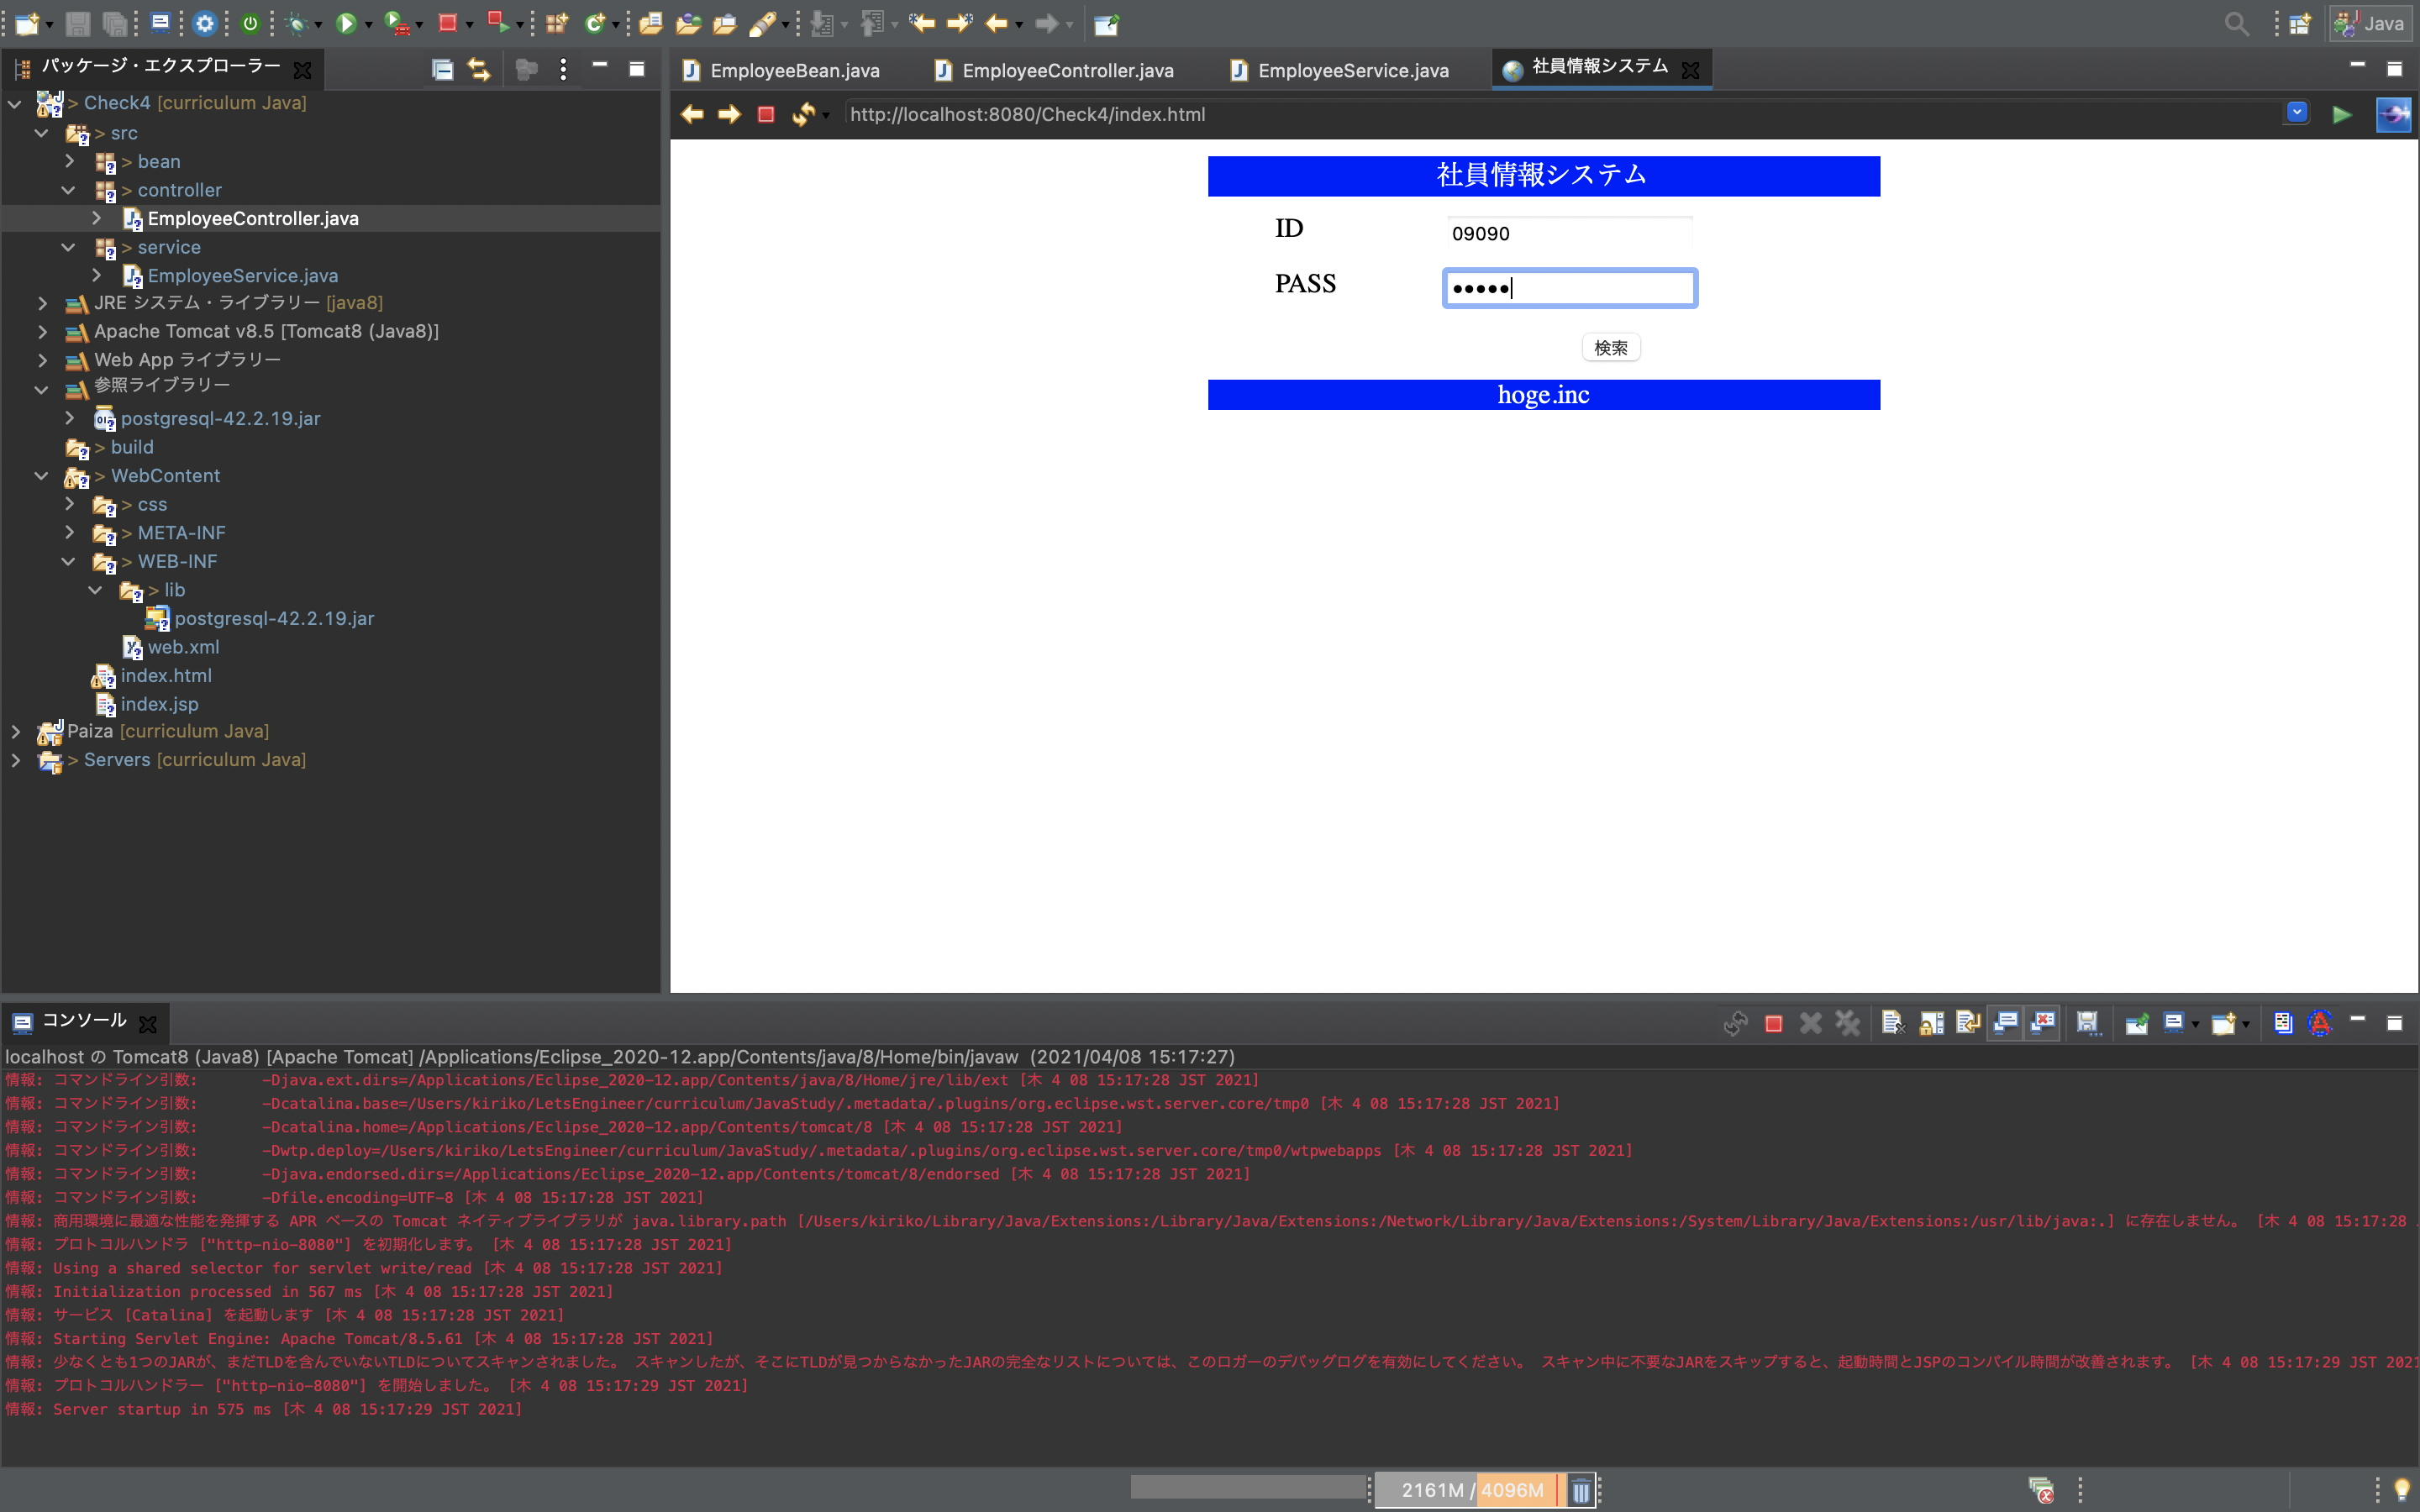 Java
パッケージ・エクスプローラー
> Check4 [curriculum Java]
> src
> bean
> controller
EmployeeController.java
> service
EmployeeService.java
JRE システム・ライブラリー [java8]
Apache Tomcat v8.5 [Tomcat8 (Java8)]
Web App ライブラリー
参照ライブラリー
postgresql-42.2.19.jar
> build
> WebContent
> css
> META-INF
> WEB-INF
> lib
postgresql-42.2.19.jar
web.xml
index.html
index.jsp
Paiza [curriculum Java]
> Servers [curriculum Java]
EmployeeBean.java
EmployeeController.java
EmployeeService.java
社員情報システム
http://localhost:8080/Check4/index.html
社員情報システム
ID 09090
PASS •••••
検索
hoge.inc
コンソール
localhost の Tomcat8 (Java8) [Apache Tomcat] /Applications/Eclipse_2020-12.app/Contents/java/8/Home/bin/javaw (2021/04/08 15:17:27)
情報: コマンドライン引数: -Djava.ext.dirs=/Applications/Eclipse_2020-12.app/Contents/java/8/Home/jre/lib/ext [木 4 08 15:17:28 JST 2021]
情報: コマンドライン引数: -Dcatalina.base=/Users/kiriko/LetsEngineer/curriculum/JavaStudy/.metadata/.plugins/org.eclipse.wst.server.core/tmp0 [木 4 08 15:17:28 JST 2021]
情報: コマンドライン引数: -Dcatalina.home=/Applications/Eclipse_2020-12.app/Contents/tomcat/8 [木 4 08 15:17:28 JST 2021]
情報: コマンドライン引数: -Dwtp.deploy=/Users/kiriko/LetsEngineer/curriculum/JavaStudy/.metadata/.plugins/org.eclipse.wst.server.core/tmp0/wtpwebapps [木 4 08 15:17:28 JST 2021]
情報: コマンドライン引数: -Djava.endorsed.dirs=/Applications/Eclipse_2020-12.app/Contents/tomcat/8/endorsed [木 4 08 15:17:28 JST 2021]
情報: コマンドライン引数: -Dfile.encoding=UTF-8 [木 4 08 15:17:28 JST 2021]
情報: 商用環境に最適な性能を発揮する APR ベースの Tomcat ネイティブライブラリが java.library.path [/Users/kiriko/Library/Java/Extensions:/Library/Java/Extensions:/Network/Library/Java/Extensions:/System/Library/Java/Extensions:/usr/lib/java:.] に存在しません。 [木 4 08 15:17:28
情報: プロトコルハンドラ ["http-nio-8080"] を初期化します。 [木 4 08 15:17:28 JST 2021]
情報: Using a shared selector for servlet write/read [木 4 08 15:17:28 JST 2021]
情報: Initialization processed in 567 ms [木 4 08 15:17:28 JST 2021]
情報: サービス [Catalina] を起動します [木 4 08 15:17:28 JST 2021]
情報: Starting Servlet Engine: Apache Tomcat/8.5.61 [木 4 08 15:17:28 JST 2021]
情報: 少なくとも1つのJARが、まだTLDを含んでいないTLDについてスキャンされました。 スキャンしたが、そこにTLDが見つからなかったJARの完全なリストについては、このロガーのデバッグログを有効にしてください。 スキャン中に不要なJARをスキップすると、起動時間とJSPのコンパイル時間が改善されます。 [木 4 08 15:17:29 JST 2021
情報: プロトコルハンドラー ["http-nio-8080"] を開始しました。 [木 4 08 15:17:29 JST 2021]
情報: Server startup in 575 ms [木 4 08 15:17:29 JST 2021]
2161M / 4096M